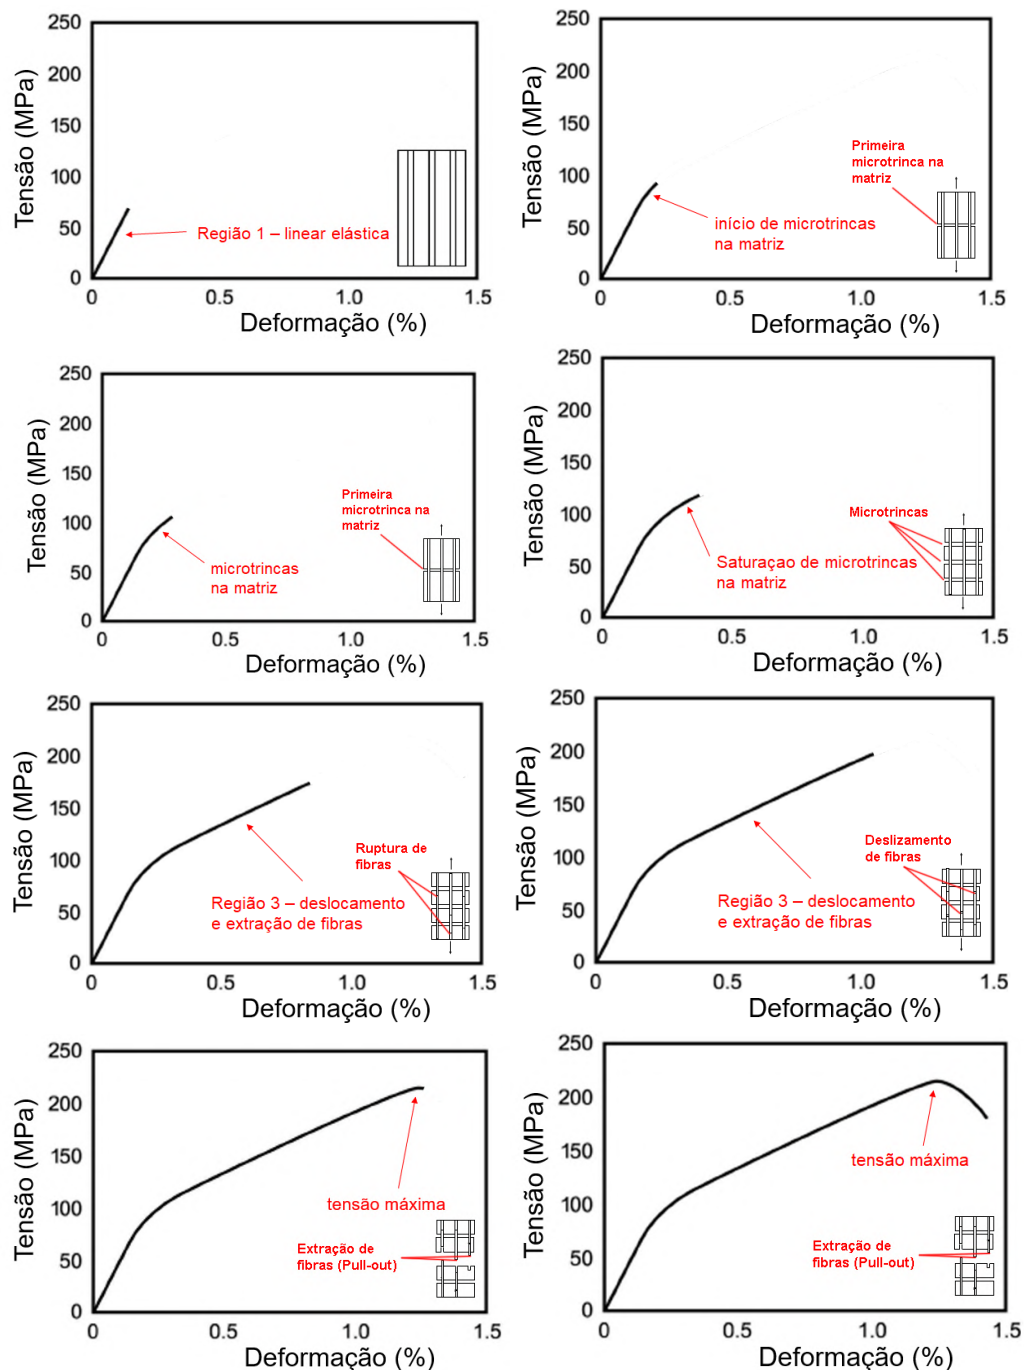 250
200
150
100
50
0
Tensão (MPa)
Região 1 – linear elástica
0
0.5
1.0
1.5
Deformação (%)
250
200
150
100
50
0
Tensão (MPa)
Primeira
microtrinca na
matriz
início de microtrincas
na matriz
0
0.5
1.0
1.5
Deformação (%)
250
200
150
100
50
0
Tensão (MPa)
Primeira
microtrinca na
matriz
microtrincas
na matriz
0
0.5
1.0
1.5
Deformação (%)
250
200
150
100
50
0
Tensão (MPa)
Microtrincas
Saturaçao de microtrincas
na matriz
0
0.5
1.0
1.5
Deformação (%)
250
200
150
100
50
0
Tensão (MPa)
Ruptura de
fibras
Região 3 – deslocamento
e extração de fibras
0
0.5
1.0
1.5
Deformação (%)
250
200
150
100
50
0
Tensão (MPa)
Deslizamento
de fibras
Região 3 – deslocamento
e extração de fibras
0
0.5
1.0
1.5
Deformação (%)
250
200
150
100
50
0
Tensão (MPa)
tensão máxima
Extração de
fibras (Pull-out)
0
0.5
1.0
1.5
Deformação (%)
250
200
150
100
50
0
Tensão (MPa)
tensão máxima
Extração de
fibras (Pull-out)
0
0.5
1.0
1.5
Deformação (%)